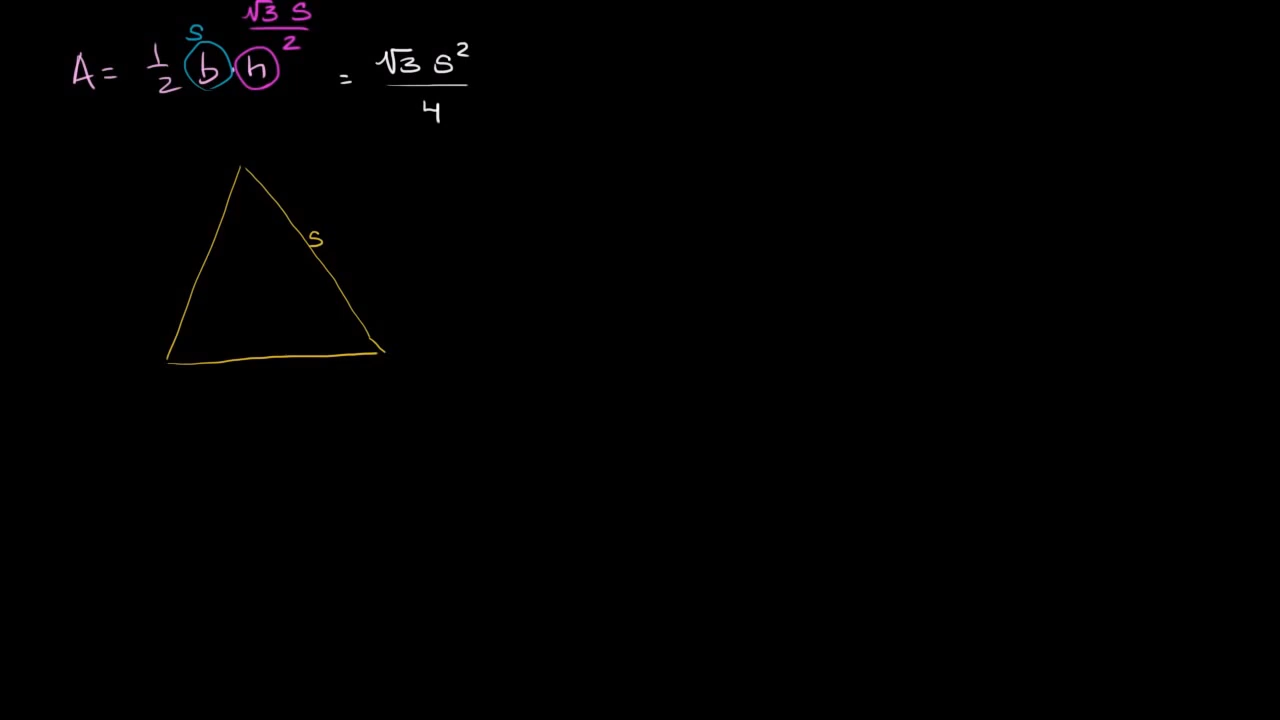 A = 1/2 b · h = √3 s² / 4
s
√3 s / 2
s